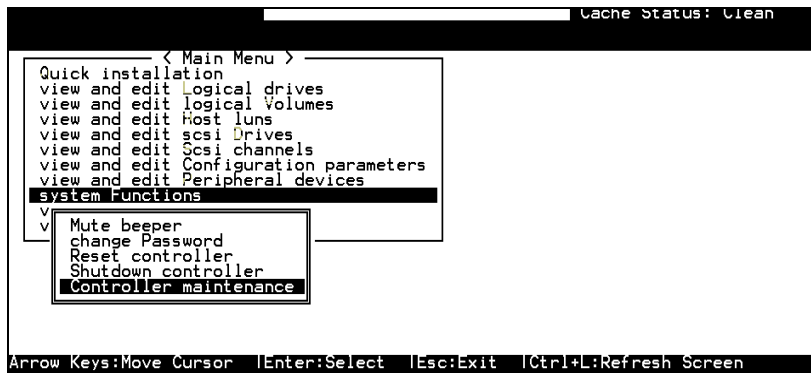 Cache Status: Clean
< Main Menu >
Quick installation
view and edit Logical drives
view and edit logical Volumes
view and edit Host luns
view and edit scsi Drives
view and edit Scsi channels
view and edit Configuration parameters
view and edit Peripheral devices
system Functions
v
v
Mute beeper
change Password
Reset controller
Shutdown controller
Controller maintenance
Arrow Keys:Move Cursor |Enter:Select |Esc:Exit |Ctrl+L:Refresh Screen